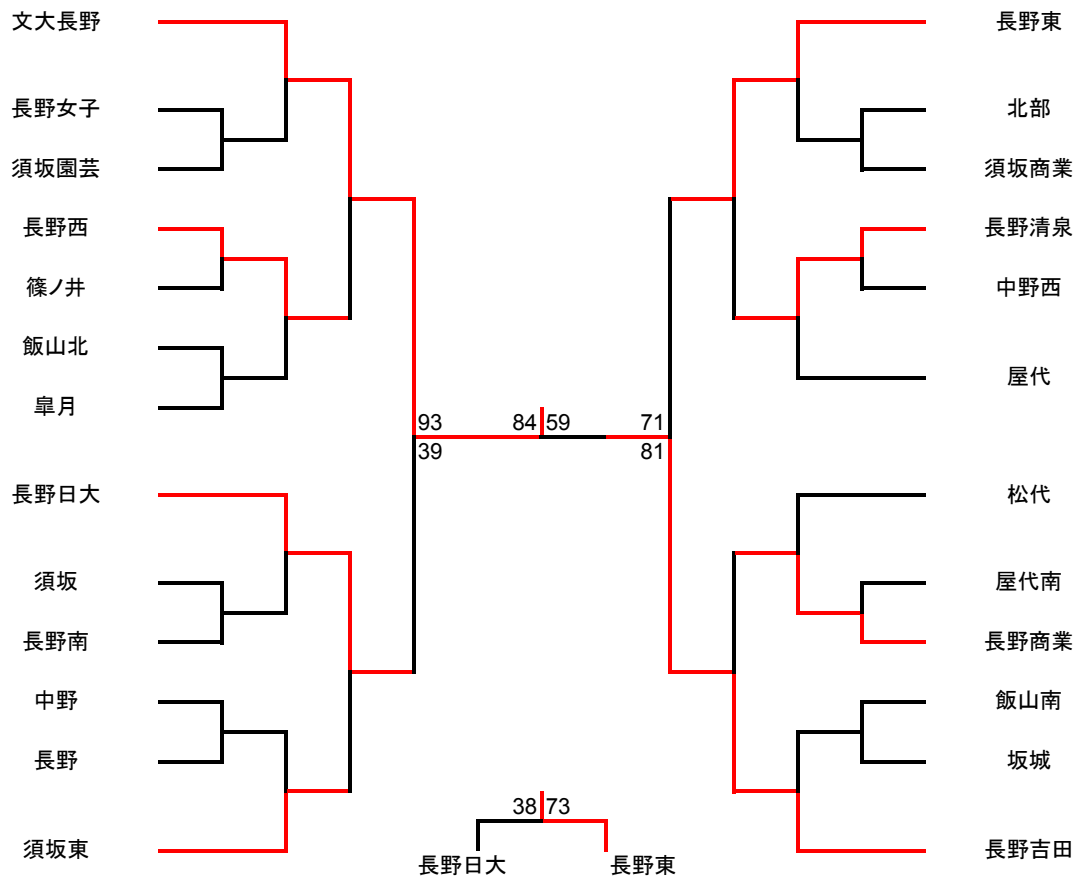 文大長野
長野女子
須坂園芸
長野西
篠ノ井
飯山北
皐月
長野日大
須坂
長野南
中野
長野
須坂東
93
39
84 59
71
81
長野東
北部
須坂商業
長野清泉
中野西
屋代
松代
屋代南
長野商業
飯山南
坂城
長野吉田
38 73
長野日大 長野東